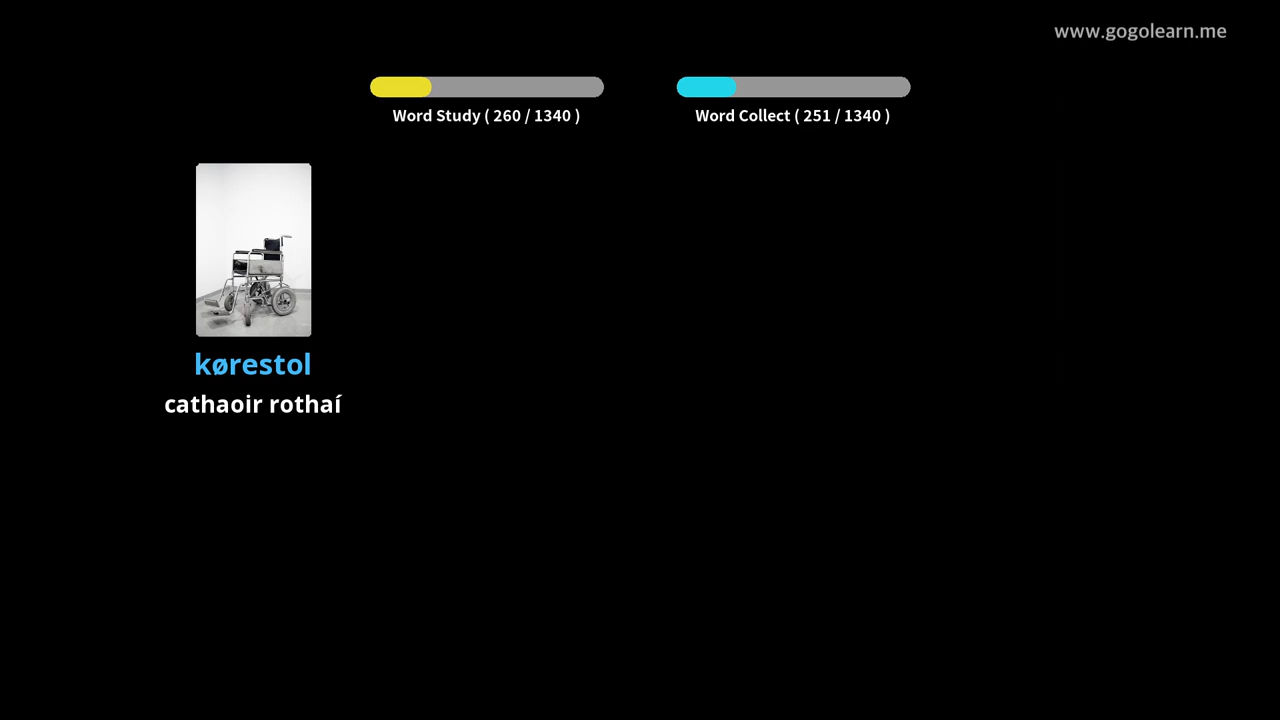 www.gogolearn.me
Word Study ( 260 / 1340 )
Word Collect ( 251 / 1340 )
kørestol
cathaoir rothaí